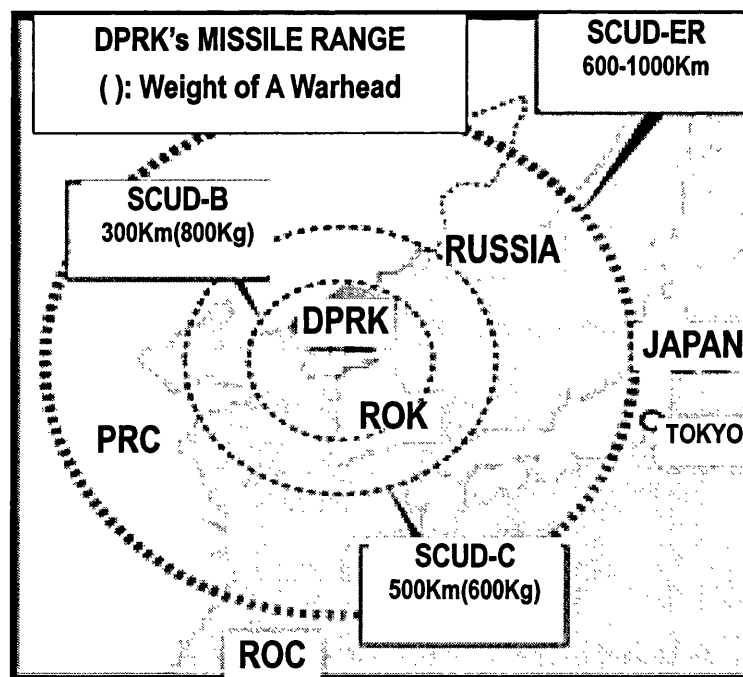 DPRK's MISSILE RANGE
( ): Weight of A Warhead
SCUD-ER
600-1000Km
SCUD-B
300Km(800Kg)
RUSSIA
DPRK
JAPAN
ROK
TOKYO
PRC
SCUD-C
500Km(600Kg)
ROC